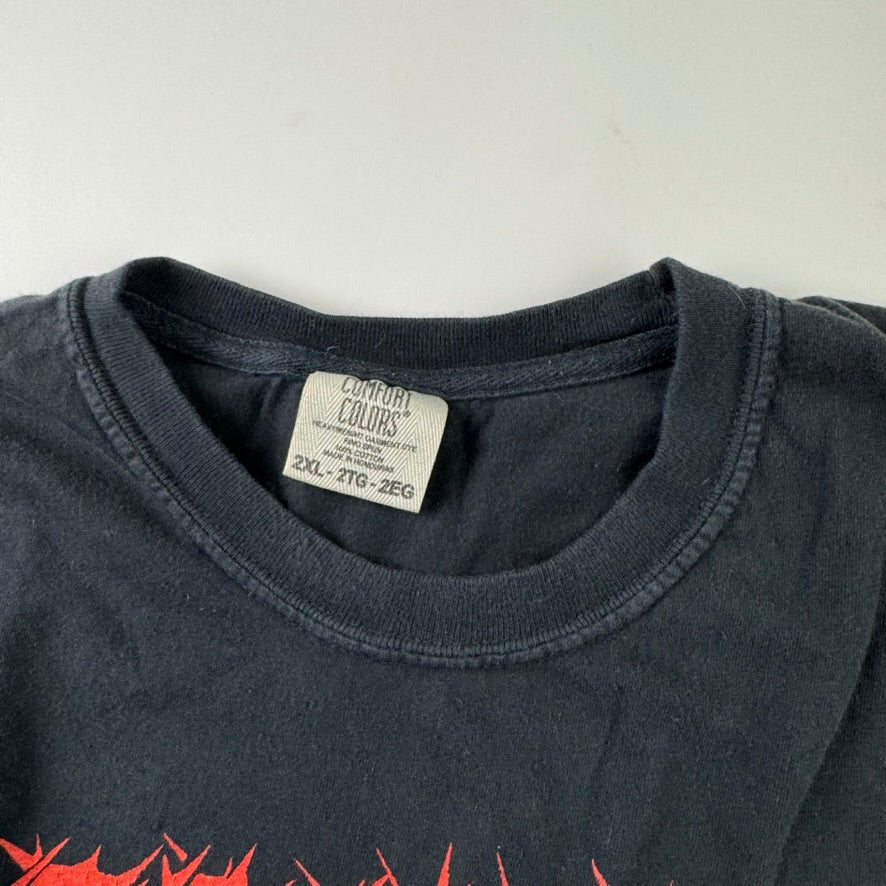 COMFORT
COLORS®
HEAVYWEIGHT GARMENT-DYE
RING SPUN
100% COTTON
MADE IN HONDURAS
2XL - 2TG - 2EG